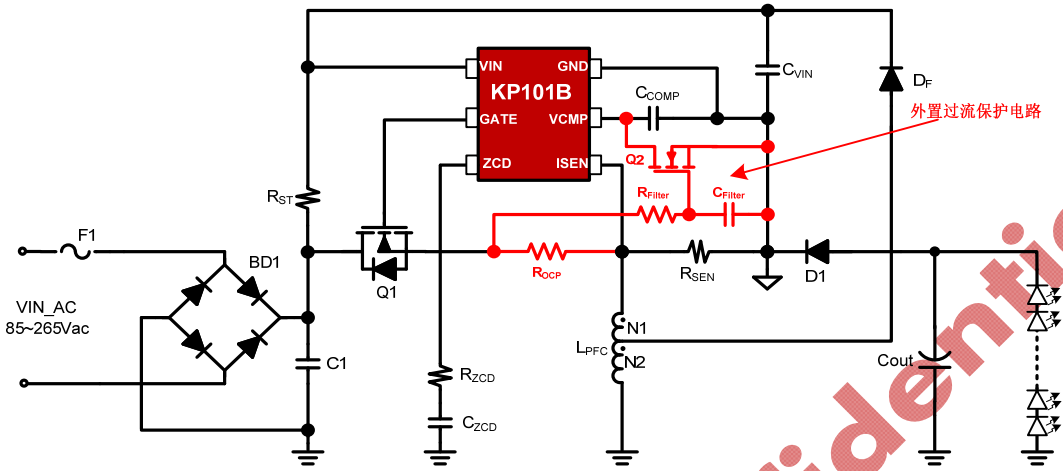 VIN
GND
KP101B
GATE
VCMP
ZCD
ISEN
CCOMP
CVIN
DF
外置过流保护电路
Q2
RFilter
CFilter
RST
F1
BD1
Q1
ROCP
RSEN
D1
VIN_AC
85~265Vac
C1
N1
LPFC
N2
RZCD
CZCD
Cout